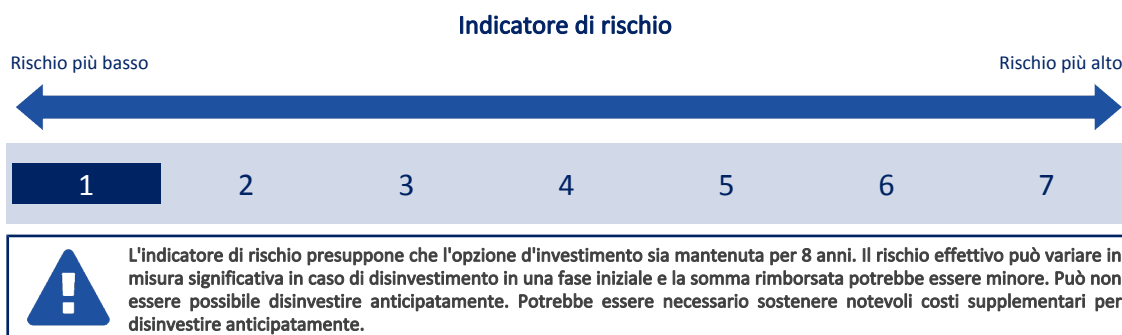 Indicatore di rischio
Rischio più basso
Rischio più alto
1 2 3 4 5 6 7
L'indicatore di rischio presuppone che l'opzione d'investimento sia mantenuta per 8 anni. Il rischio effettivo può variare in
misura significativa in caso di disinvestimento in una fase iniziale e la somma rimborsata potrebbe essere minore. Può non
essere possibile disinvestire anticipatamente. Potrebbe essere necessario sostenere notevoli costi supplementari per
disinvestire anticipatamente.